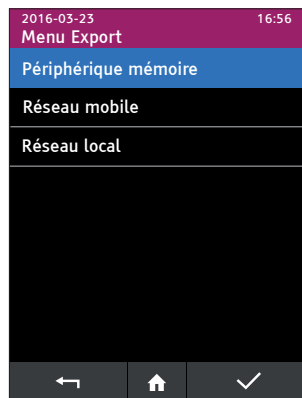 2016-03-23 16:56
Menu Export
Périphérique mémoire
Réseau mobile
Réseau local